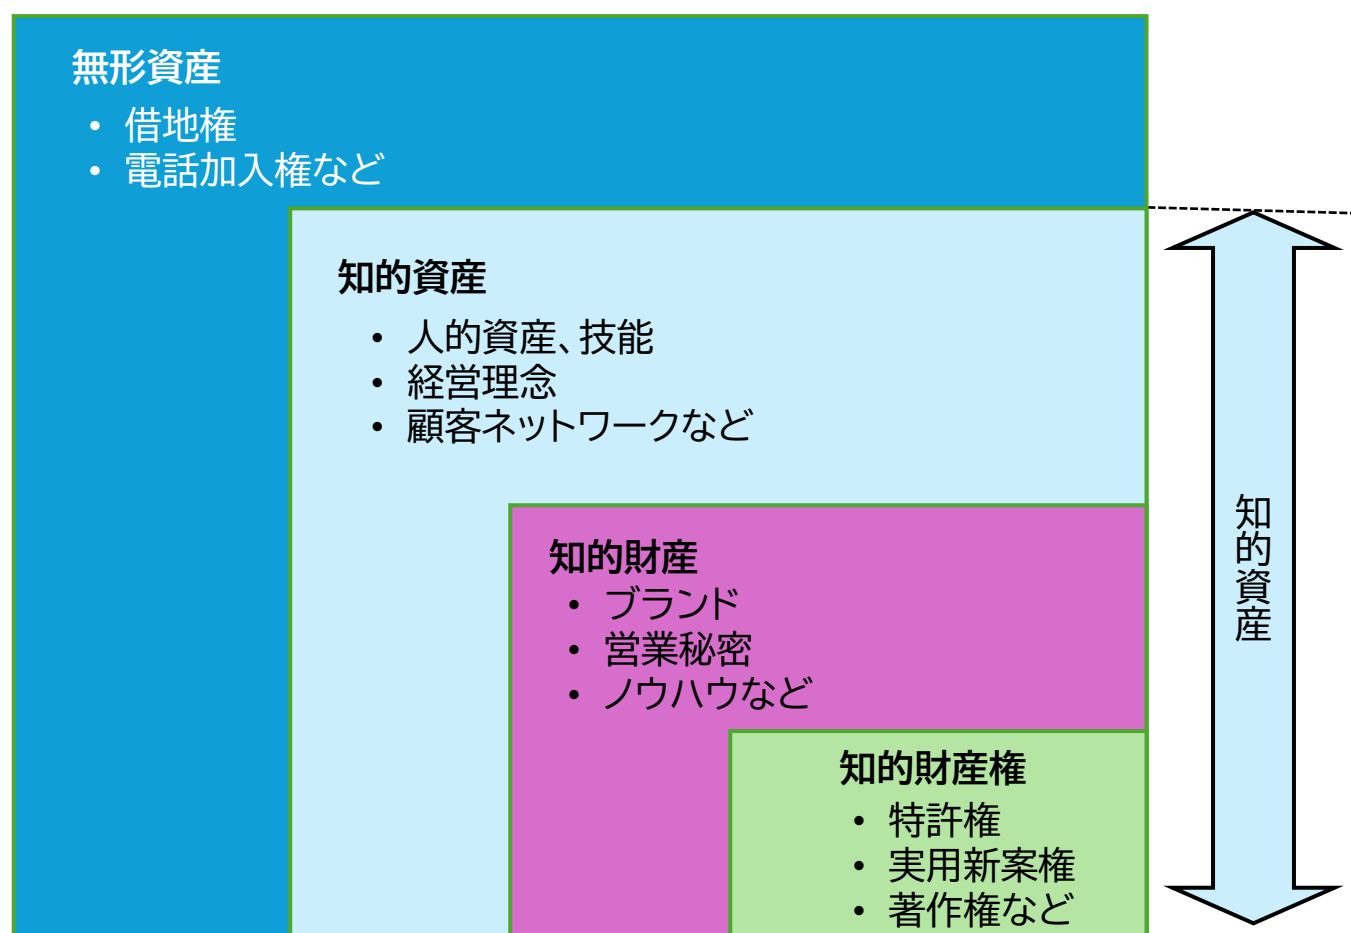 無形資産
• 借地権
• 電話加入権など
知的資産
• 人的資産、技能
• 経営理念
• 顧客ネットワークなど
知的財産
• ブランド
• 営業秘密
• ノウハウなど
知的財産権
• 特許権
• 実用新案権
• 著作権など
知的資産